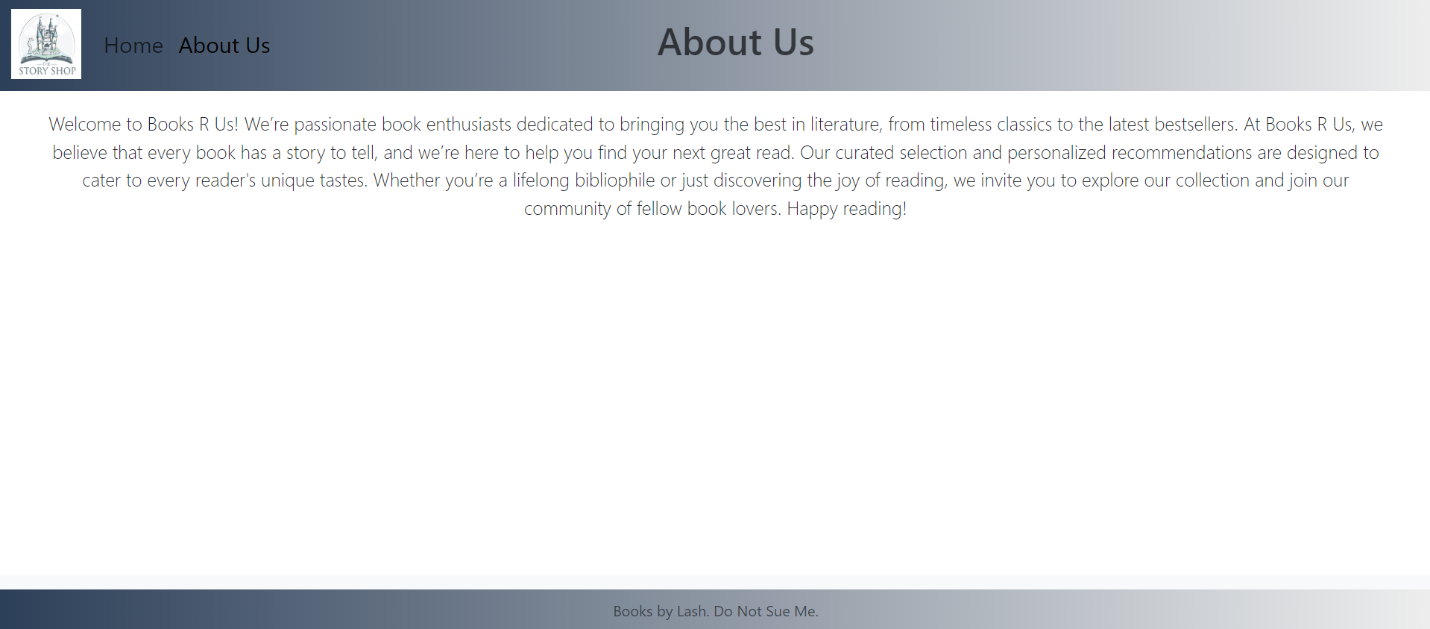 STORY SHOP
Home About Us
About Us
Welcome to Books R Us! We’re passionate book enthusiasts dedicated to bringing you the best in literature, from timeless classics to the latest bestsellers. At Books R Us, we
believe that every book has a story to tell, and we’re here to help you find your next great read. Our curated selection and personalized recommendations are designed to
cater to every reader's unique tastes. Whether you’re a lifelong bibliophile or just discovering the joy of reading, we invite you to explore our collection and join our
community of fellow book lovers. Happy reading!
Books by Lash. Do Not Sue Me.